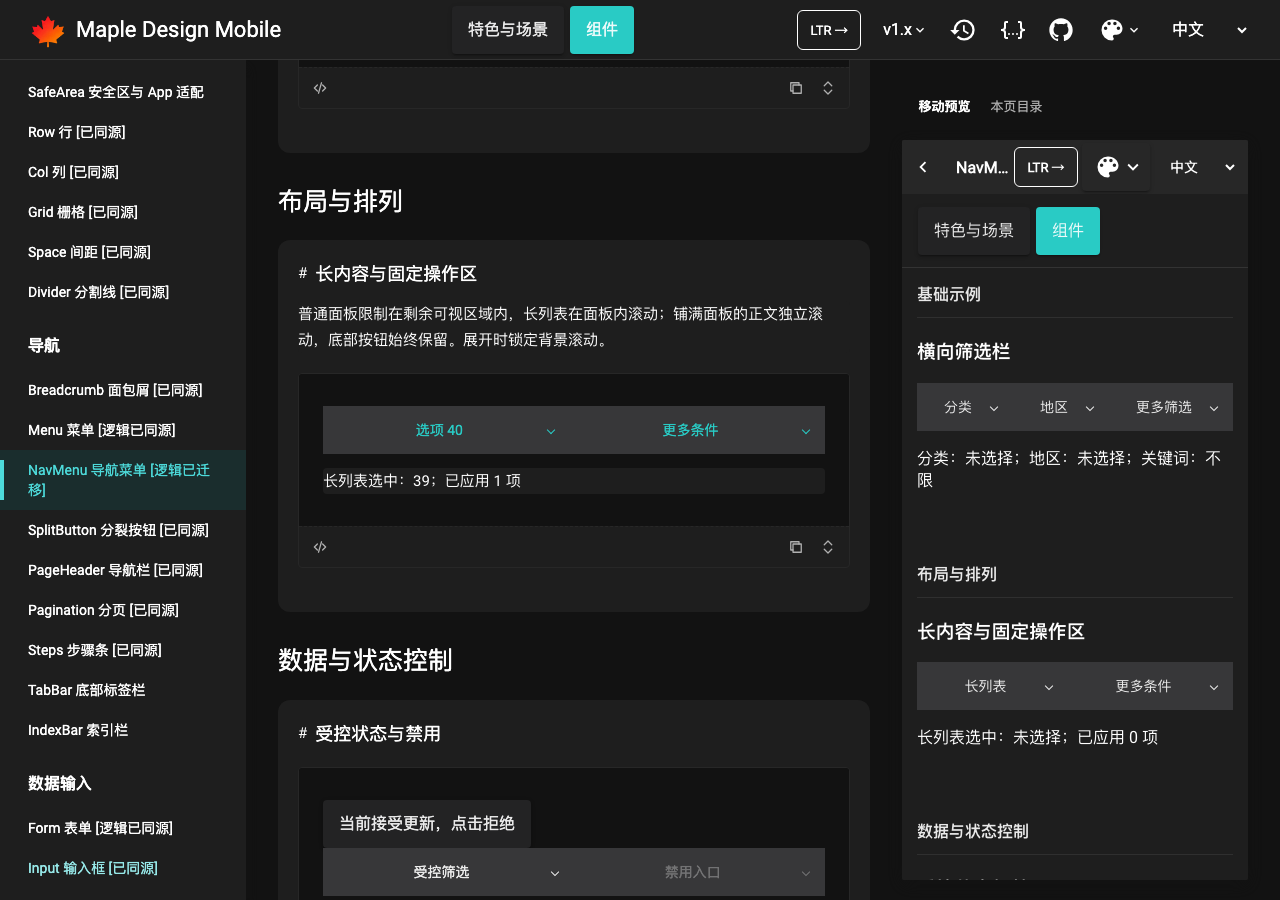 Maple Design Mobile
特色与场景
组件
LTR→
v1.x
{...}
中文
SafeArea 安全区与 App 适配
Row 行 [已同源]
Col 列 [已同源]
Grid 栅格 [已同源]
Space 间距 [已同源]
Divider 分割线 [已同源]
导航
Breadcrumb 面包屑 [已同源]
Menu 菜单 [逻辑已同源]
NavMenu 导航菜单 [逻辑已迁
移]
SplitButton 分裂按钮 [已同源]
PageHeader 导航栏 [已同源]
Pagination 分页 [已同源]
Steps 步骤条 [已同源]
TabBar 底部标签栏
IndexBar 索引栏
数据输入
Form 表单 [逻辑已同源]
Input 输入框 [已同源]
</>
布局与排列
# 长内容与固定操作区
普通面板限制在剩余可视区域内，长列表在面板内滚动；铺满面板的正文独立滚
动，底部按钮始终保留。展开时锁定背景滚动。
选项 40
更多条件
长列表选中：39；已应用 1 项
</>
数据与状态控制
# 受控状态与禁用
当前接受更新，点击拒绝
受控筛选
禁用入口
移动预览
本页目录
NavM...
LTR→
中文
特色与场景
组件
基础示例
横向筛选栏
分类
地区
更多筛选
分类：未选择；地区：未选择；关键词：不
限
布局与排列
长内容与固定操作区
长列表
更多条件
长列表选中：未选择；已应用 0 项
数据与状态控制